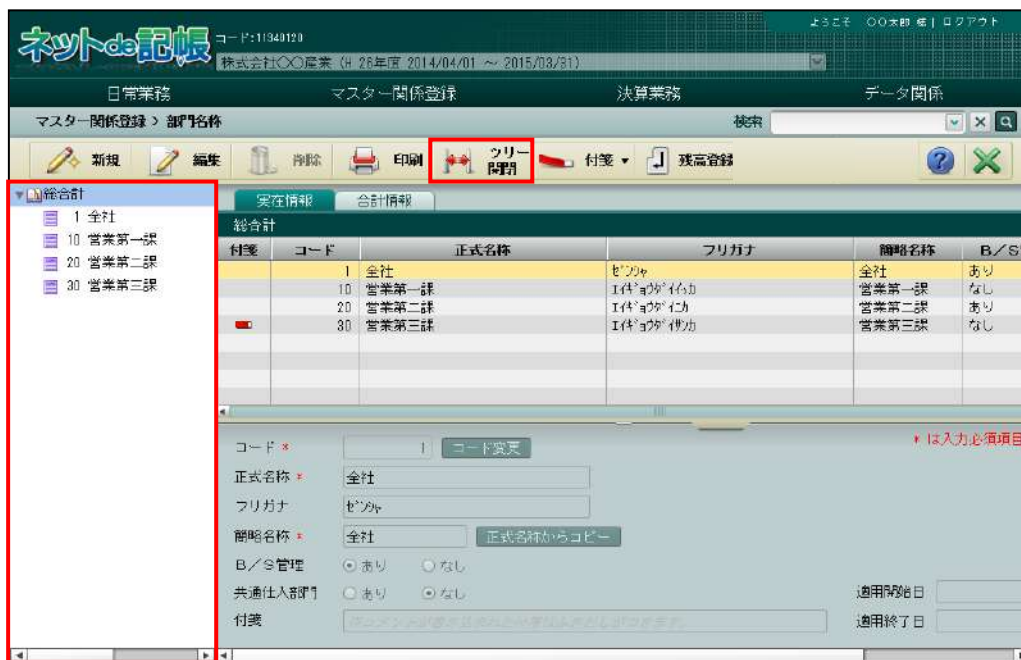 ようこそ 〇〇太郎 様 | ログアウト
ネットde記帳
コード:11340120
株式会社〇〇産業 (H 26年度 2014/04/01 ～ 2015/03/31)
日常業務 マスター関係登録 決算業務 データ関係
マスター関係登録 > 部門名称 検索
新規 編集 削除 印刷 ツリー開閉 付箋 残高登録
総合計
1 全社
10 営業第一課
20 営業第二課
30 営業第三課
実在情報 合計情報
総合計
付箋 コード 正式名称 フリガナ 簡略名称 B/S
1 全社 ｾﾞﾝｼｬ 全社 あり
10 営業第一課 ｴｲｷﾞｮｳﾀﾞｲｲｯｶ 営業第一課 なし
20 営業第二課 ｴｲｷﾞｮｳﾀﾞｲﾆｶ 営業第二課 あり
30 営業第三課 ｴｲｷﾞｮｳﾀﾞｲｻﾝｶ 営業第三課 なし
* は入力必須項目
コード * 1 コード変更
正式名称 * 全社
フリガナ ｾﾞﾝｼｬ
簡略名称 * 全社 正式名称からコピー
B/S管理 あり なし
共通仕入部門 あり なし 適用開始日
付箋 適用終了日